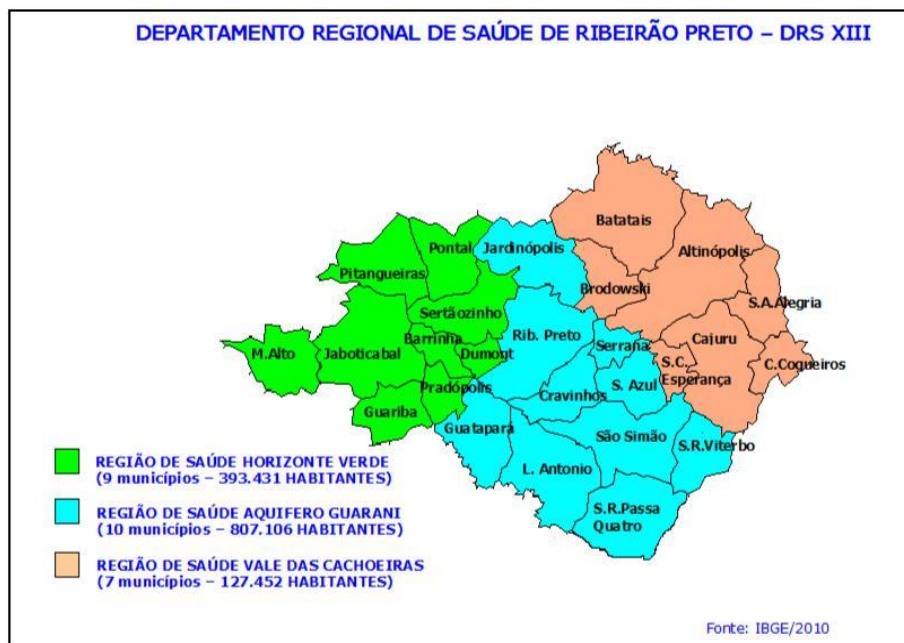 DEPARTAMENTO REGIONAL DE SAÚDE DE RIBEIRÃO PRETO – DRS XIII
Batatais
Pontal
Jardinópolis
Altinópolis
Pitangueiras
Brodowski
S.A.Alegria
Sertãozinho
Rib. Preto
Barrinha
Serrana
Cajuru
M.Alto
Jaboticabal
Dumont
S.C.
Esperança
C.Coqueiros
Pradópolis
S. Azul
Cravinhos
Guariba
Guatapará
São Simão
S.R.Viterbo
L. Antonio
S.R.Passa
Quatro
REGIÃO DE SAÚDE HORIZONTE VERDE
(9 municípios – 393.431 HABITANTES)
REGIÃO DE SAÚDE AQUIFERO GUARANI
(10 municípios – 807.106 HABITANTES)
REGIÃO DE SAÚDE VALE DAS CACHOEIRAS
(7 municípios – 127.452 HABITANTES)
Fonte: IBGE/2010